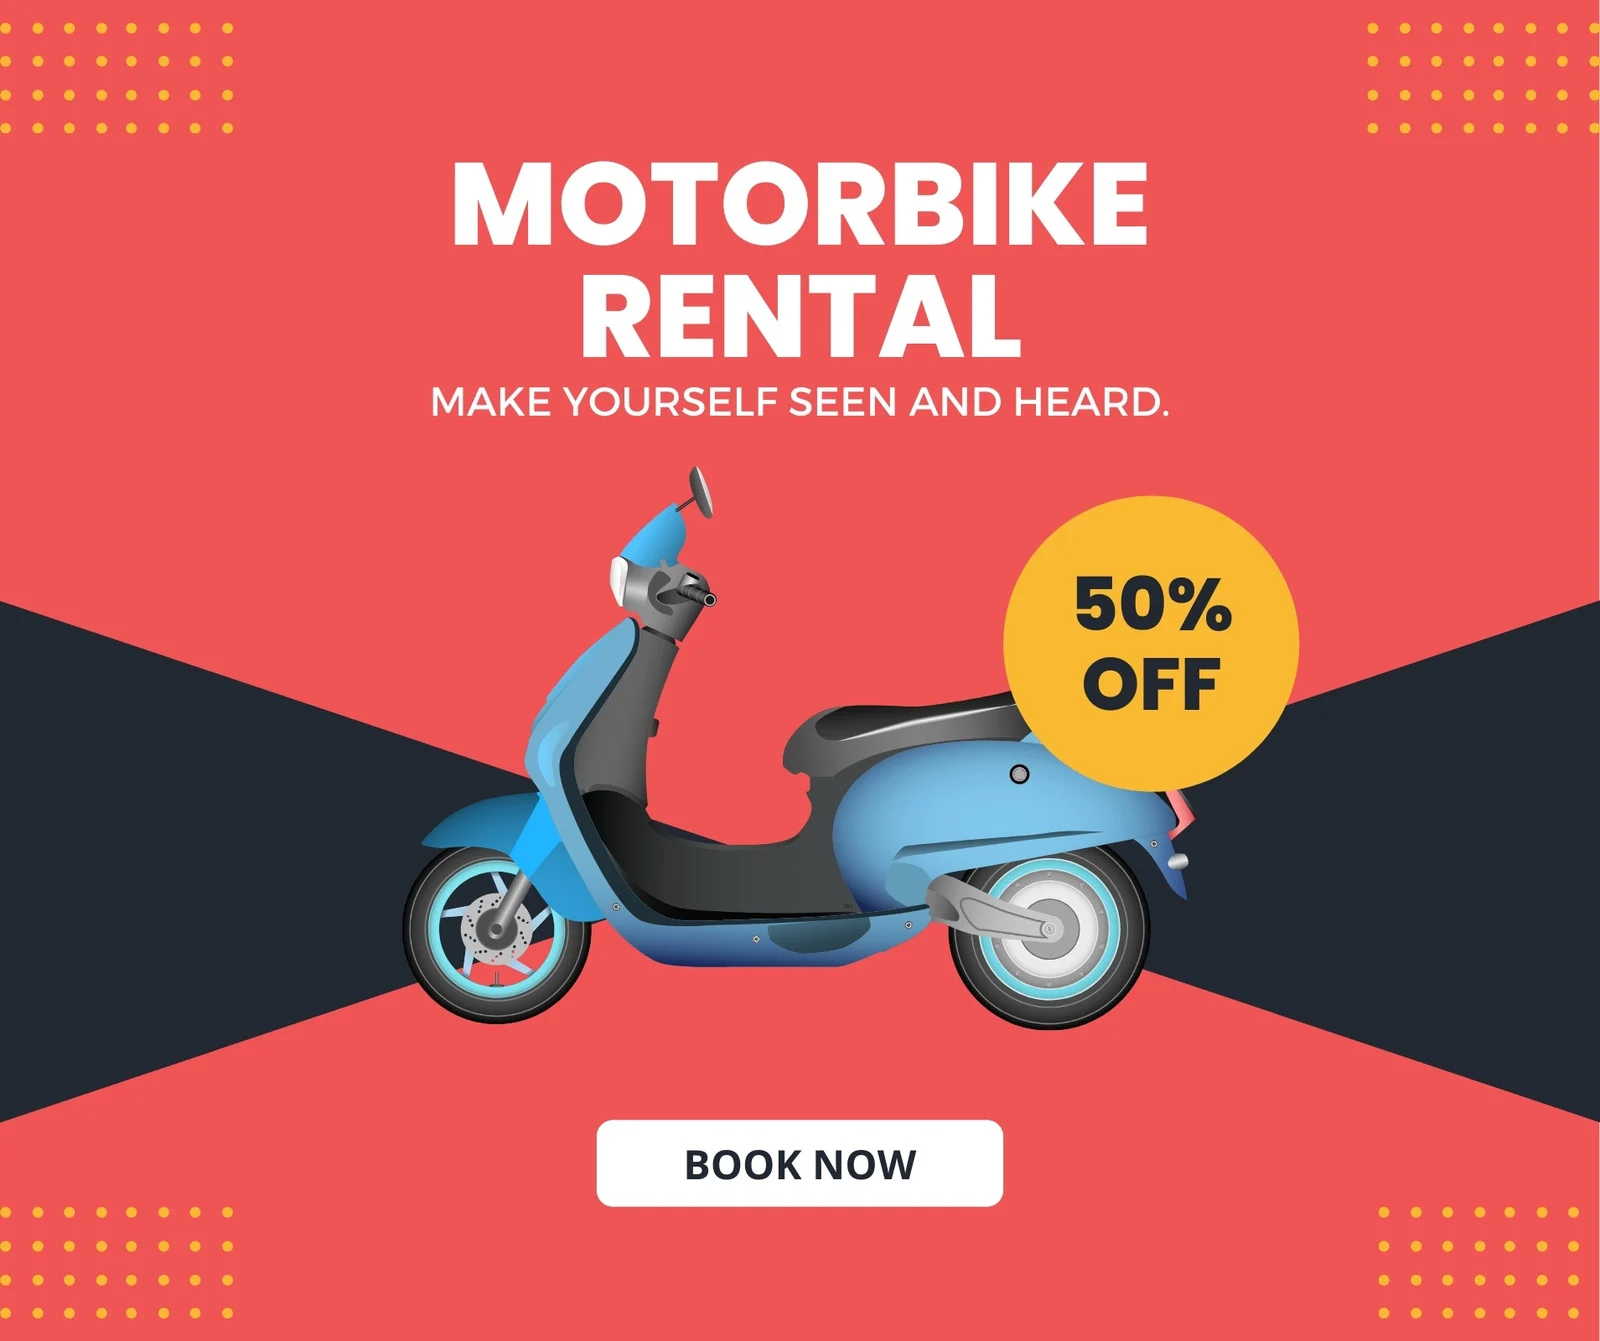 MOTORBIKE
RENTAL
MAKE YOURSELF SEEN AND HEARD.
50%
OFF
BOOK NOW